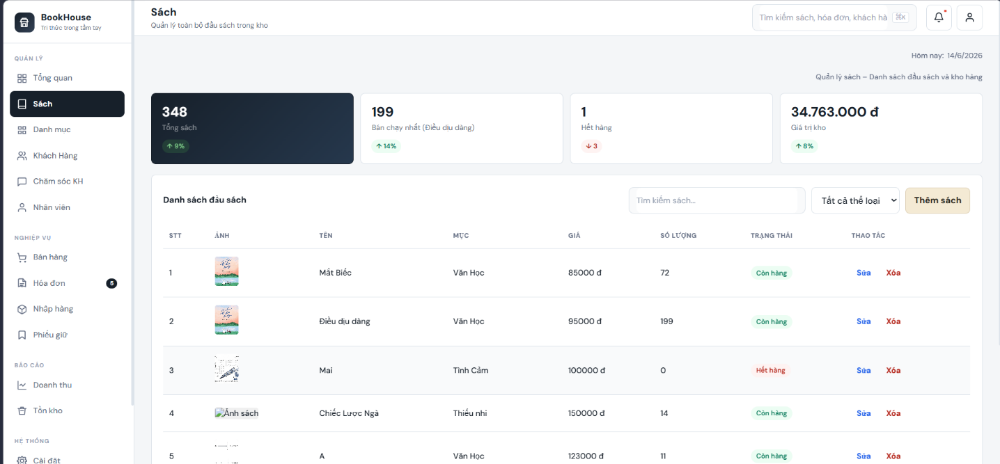 BookHouse
Tri thức trong tầm tay
QUẢN LÝ
Tổng quan
Sách
Danh mục
Khách Hàng
Chăm sóc KH
Nhân viên
NGHIỆP VỤ
Bán hàng
Hóa đơn 5
Nhập hàng
Phiếu giữ
BÁO CÁO
Doanh thu
Tồn kho
HỆ THỐNG
Cài đặt
Sách
Quản lý toàn bộ đầu sách trong kho
Tìm kiếm sách, hóa đơn, khách hà ⌘K
Hôm nay: 14/6/2026
Quản lý sách – Danh sách đầu sách và kho hàng
348
Tổng sách
↑ 9%
199
Bán chạy nhất (Điều dịu dàng)
↑ 14%
1
Hết hàng
↓ 3
34.763.000 đ
Giá trị kho
↑ 8%
Danh sách đầu sách
Tìm kiếm sách...
Tất cả thể loại
Thêm sách
STT ẢNH TÊN MỤC GIÁ SỐ LƯỢNG TRẠNG THÁI THAO TÁC
1 Mắt Biếc Văn Học 85000 đ 72 Còn hàng Sửa Xóa
2 Điều dịu dàng Văn Học 95000 đ 199 Còn hàng Sửa Xóa
3 Mai Tình Cảm 100000 đ 0 Hết hàng Sửa Xóa
4 Ảnh sách Chiếc Lược Ngà Thiếu nhi 150000 đ 14 Còn hàng Sửa Xóa
5 A Văn Học 123000 đ 11 Còn hàng Sửa Xóa